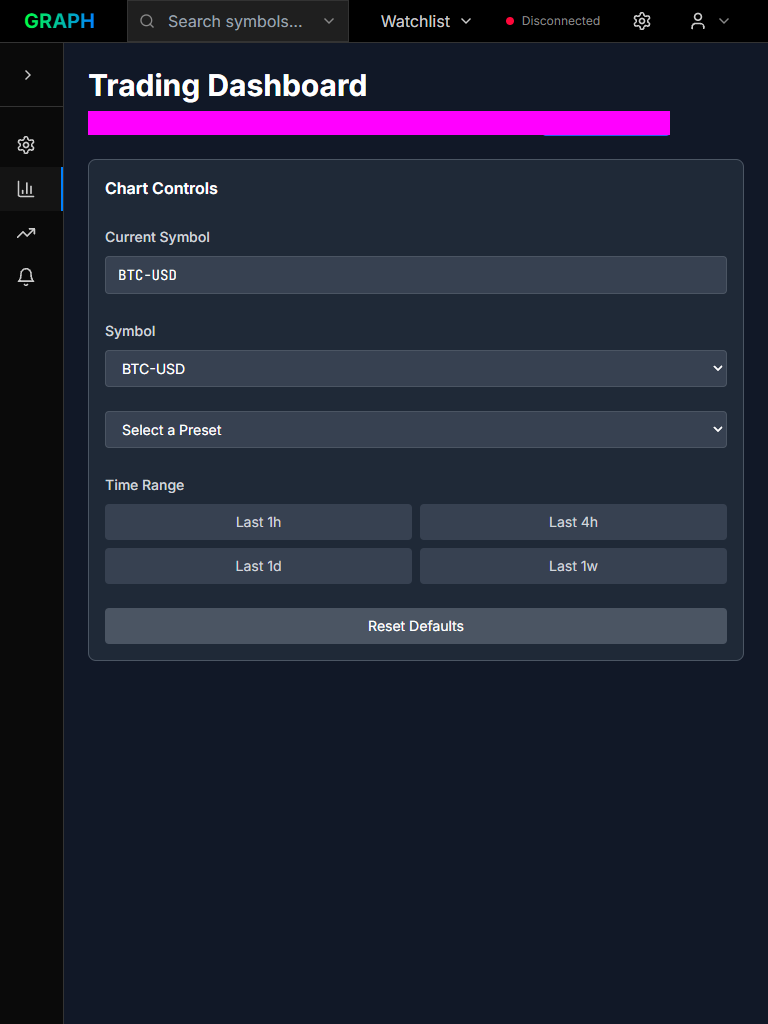 GRAPH
Search symbols...
Watchlist
Disconnected
Trading Dashboard
Chart Controls
Current Symbol
BTC-USD
Symbol
BTC-USD
Select a Preset
Time Range
Last 1h
Last 4h
Last 1d
Last 1w
Reset Defaults